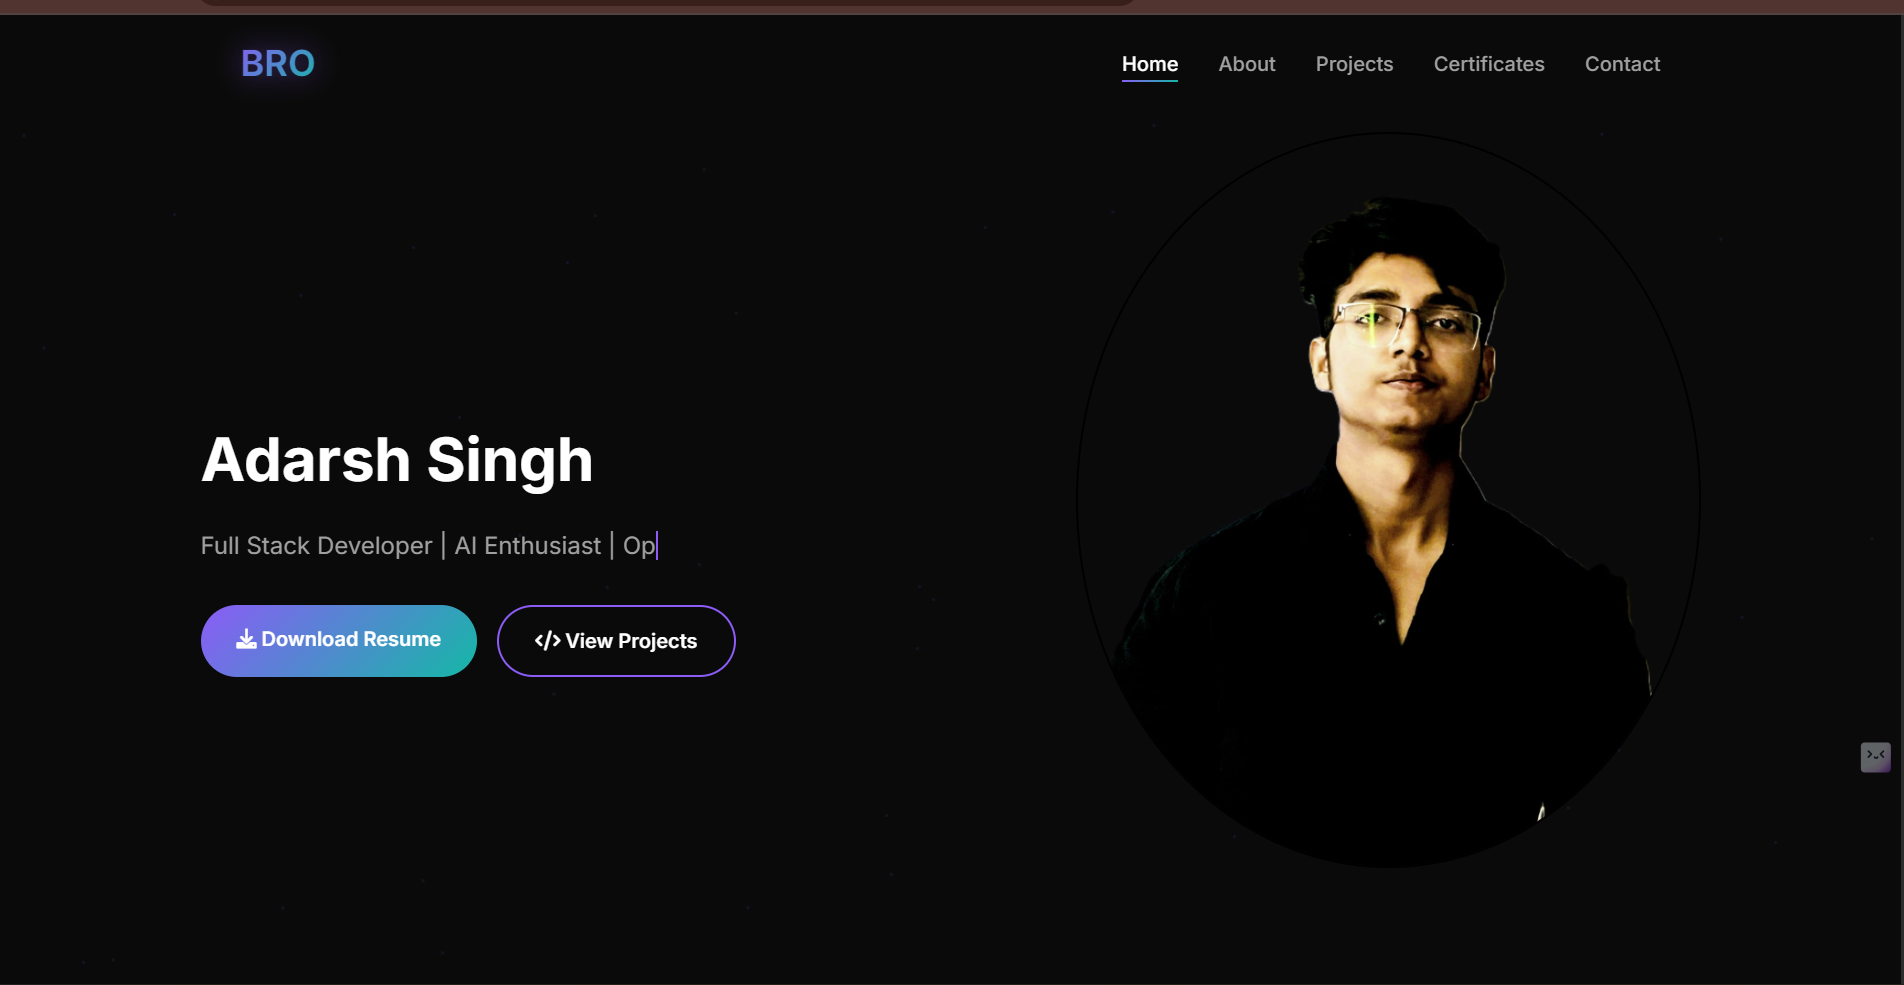 BRO
Home About Projects Certificates Contact
Adarsh Singh
Full Stack Developer | AI Enthusiast | Op
Download Resume
View Projects